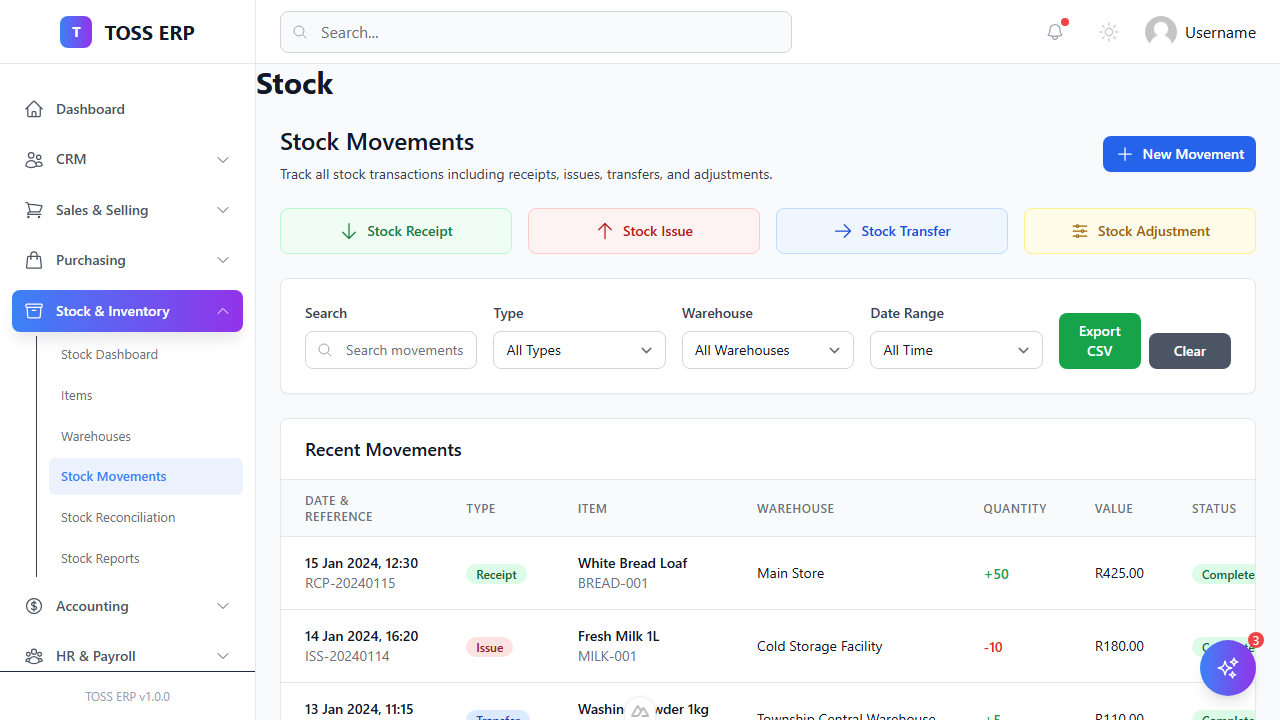 T TOSS ERP
Search...
Username
Dashboard
CRM
Sales & Selling
Purchasing
Stock & Inventory
Stock Dashboard
Items
Warehouses
Stock Movements
Stock Reconciliation
Stock Reports
Accounting
HR & Payroll
TOSS ERP v1.0.0
Stock
Stock Movements
Track all stock transactions including receipts, issues, transfers, and adjustments.
New Movement
Stock Receipt
Stock Issue
Stock Transfer
Stock Adjustment
Search
Type
Warehouse
Date Range
Search movements
All Types
All Warehouses
All Time
Export
CSV
Clear
Recent Movements
DATE &
REFERENCE
TYPE
ITEM
WAREHOUSE
QUANTITY
VALUE
STATUS
15 Jan 2024, 12:30
RCP-20240115
Receipt
White Bread Loaf
BREAD-001
Main Store
+50
R425.00
Complete
14 Jan 2024, 16:20
ISS-20240114
Issue
Fresh Milk 1L
MILK-001
Cold Storage Facility
-10
R180.00
3
13 Jan 2024, 11:15
Transfer
1kg
Township Central Warehouse
+5
R110.00
Complete